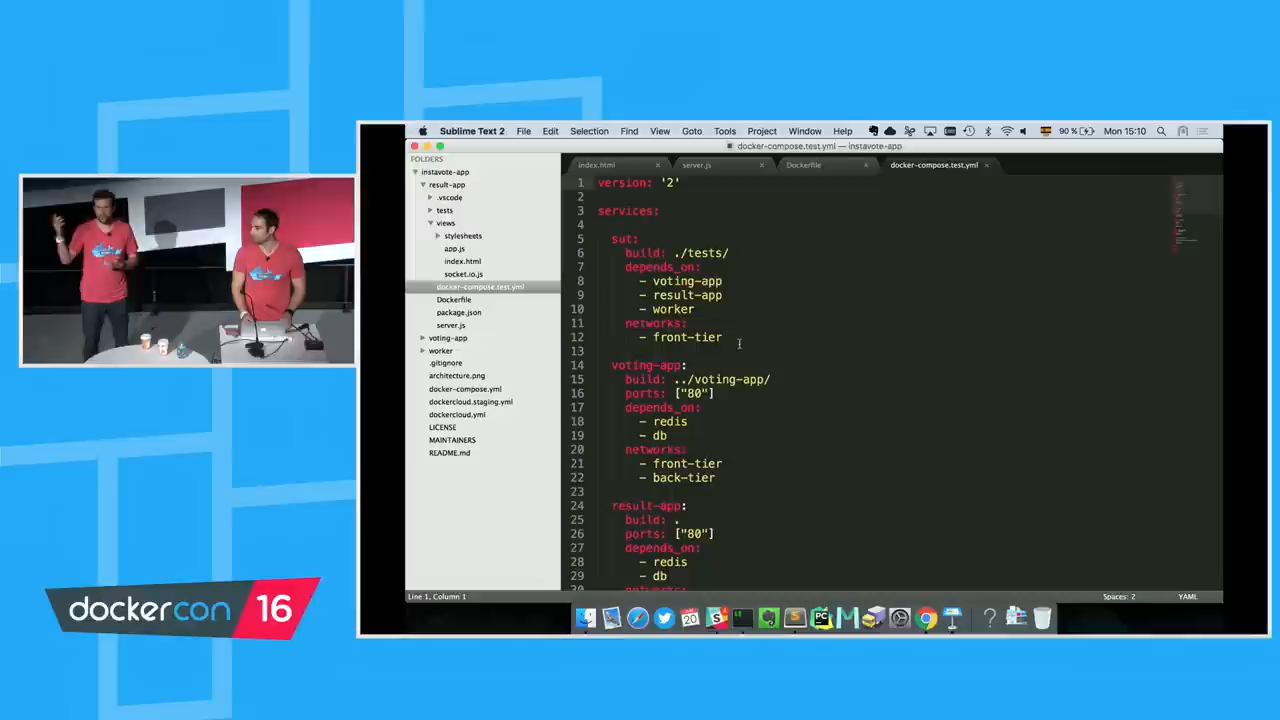 Sublime Text 2 File Edit Selection Find View Goto Tools Project Window Help 90 % Mon 15:10
docker-compose.test.yml — instavote-app
FOLDERS
instavote-app
result-app
.vscode
tests
views
stylesheets
app.js
index.html
socket.io.js
docker-compose.test.yml
Dockerfile
package.json
server.js
voting-app
worker
.gitignore
architecture.png
docker-compose.yml
dockercloud.staging.yml
dockercloud.yml
LICENSE
MAINTAINERS
README.md
index.html server.js Dockerfile docker-compose.test.yml
1 version: '2'
2
3 services:
4
5 sut:
6 build: ./tests/
7 depends_on:
8 - voting-app
9 - result-app
10 - worker
11 networks:
12 - front-tier
13
14 voting-app:
15 build: ../voting-app/
16 ports: ["80"]
17 depends_on:
18 - redis
19 - db
20 networks:
21 - front-tier
22 - back-tier
23
24 result-app:
25 build: .
26 ports: ["80"]
27 depends_on:
28 - redis
29 - db
Line 1, Column 1 Spaces: 2 YAML
20
PC
dockercon 16